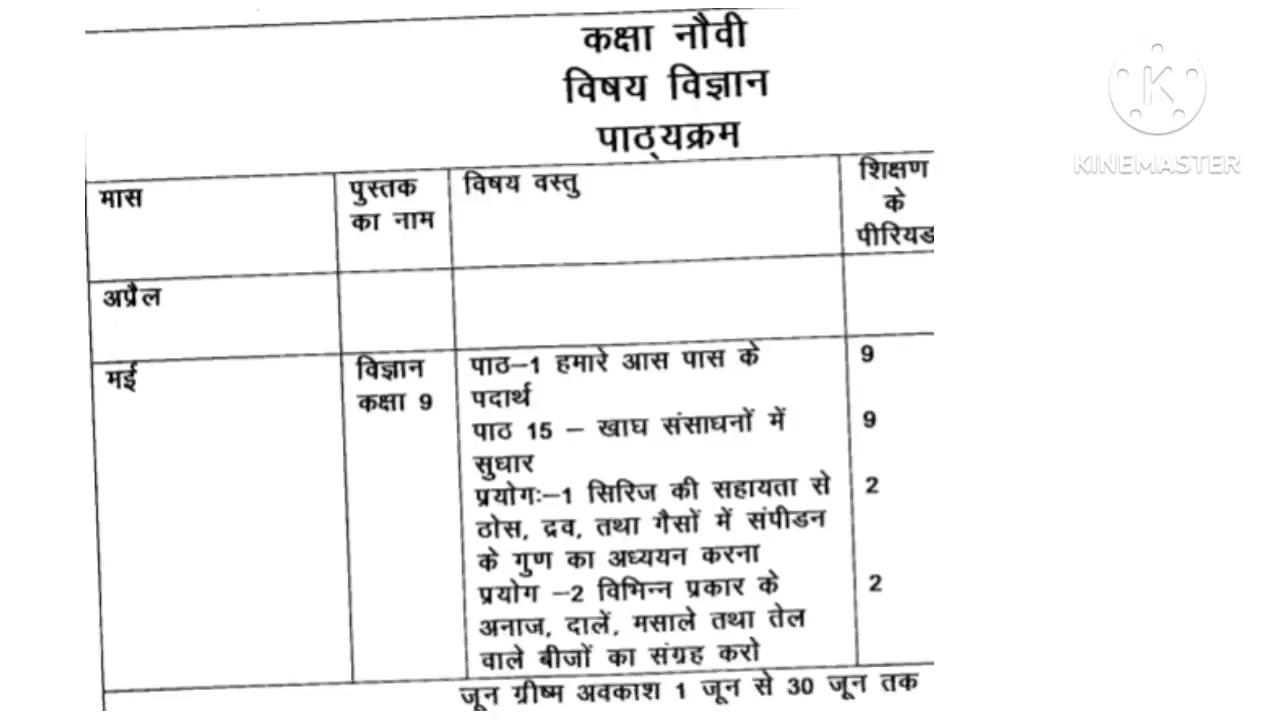 कक्षा नौवी
विषय विज्ञान
पाठ्यक्रम
मास
पुस्तक
का नाम
विषय वस्तु
शिक्षण
के
पीरियड
अप्रैल
मई
विज्ञान
कक्षा 9
पाठ–1 हमारे आस पास के
पदार्थ
9
पाठ 15 – खाघ संसाघनों में
सुधार
9
प्रयोगः–1 सिरिज की सहायता से
ठोस, द्रव, तथा गैसों में संपीडन
के गुण का अध्ययन करना
2
प्रयोग –2 विभिन्न प्रकार के
अनाज, दालें, मसाले तथा तेल
वाले बीजों का संग्रह करो
2
जून ग्रीष्म अवकाश 1 जून से 30 जून तक
K
KINEMASTER